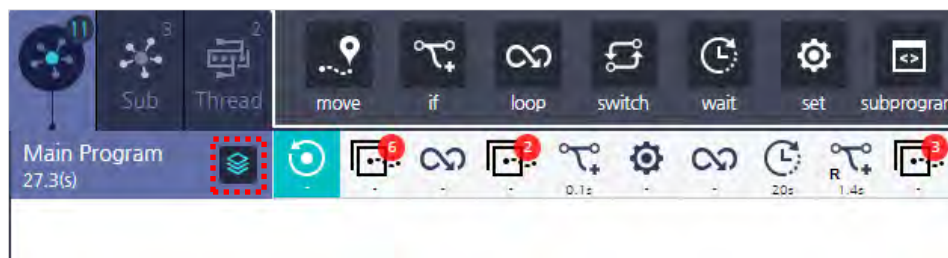 11
3
2
Sub
Thread
move
if
loop
switch
wait
set
subprogram
Main Program
27.3(s)
6
2
R
3
-
-
-
-
0.1s
-
-
20s
1.4s
-